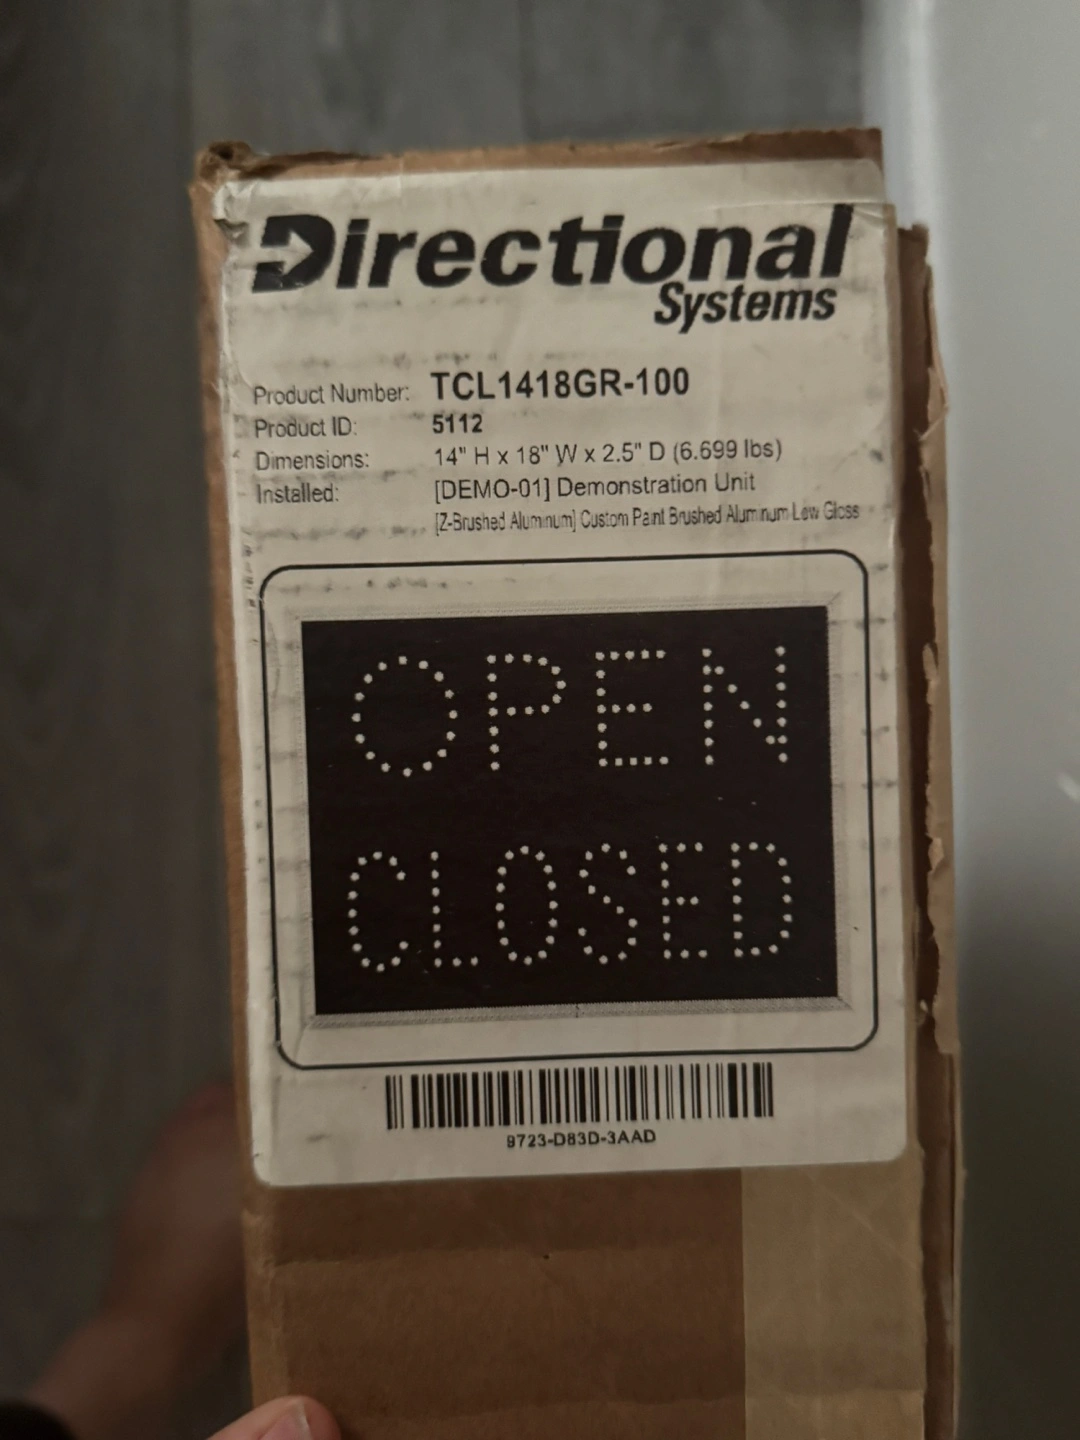 Directional
Systems
Product Number: TCL1418GR-100
Product ID: 5112
Dimensions: 14" H x 18" W x 2.5" D (6.699 lbs)
Installed: [DEMO-01] Demonstration Unit
[Z-Brushed Aluminum] Custom Paint Brushed Aluminum Low Gloss
OPEN
CLOSED
9723-D83D-3AAD